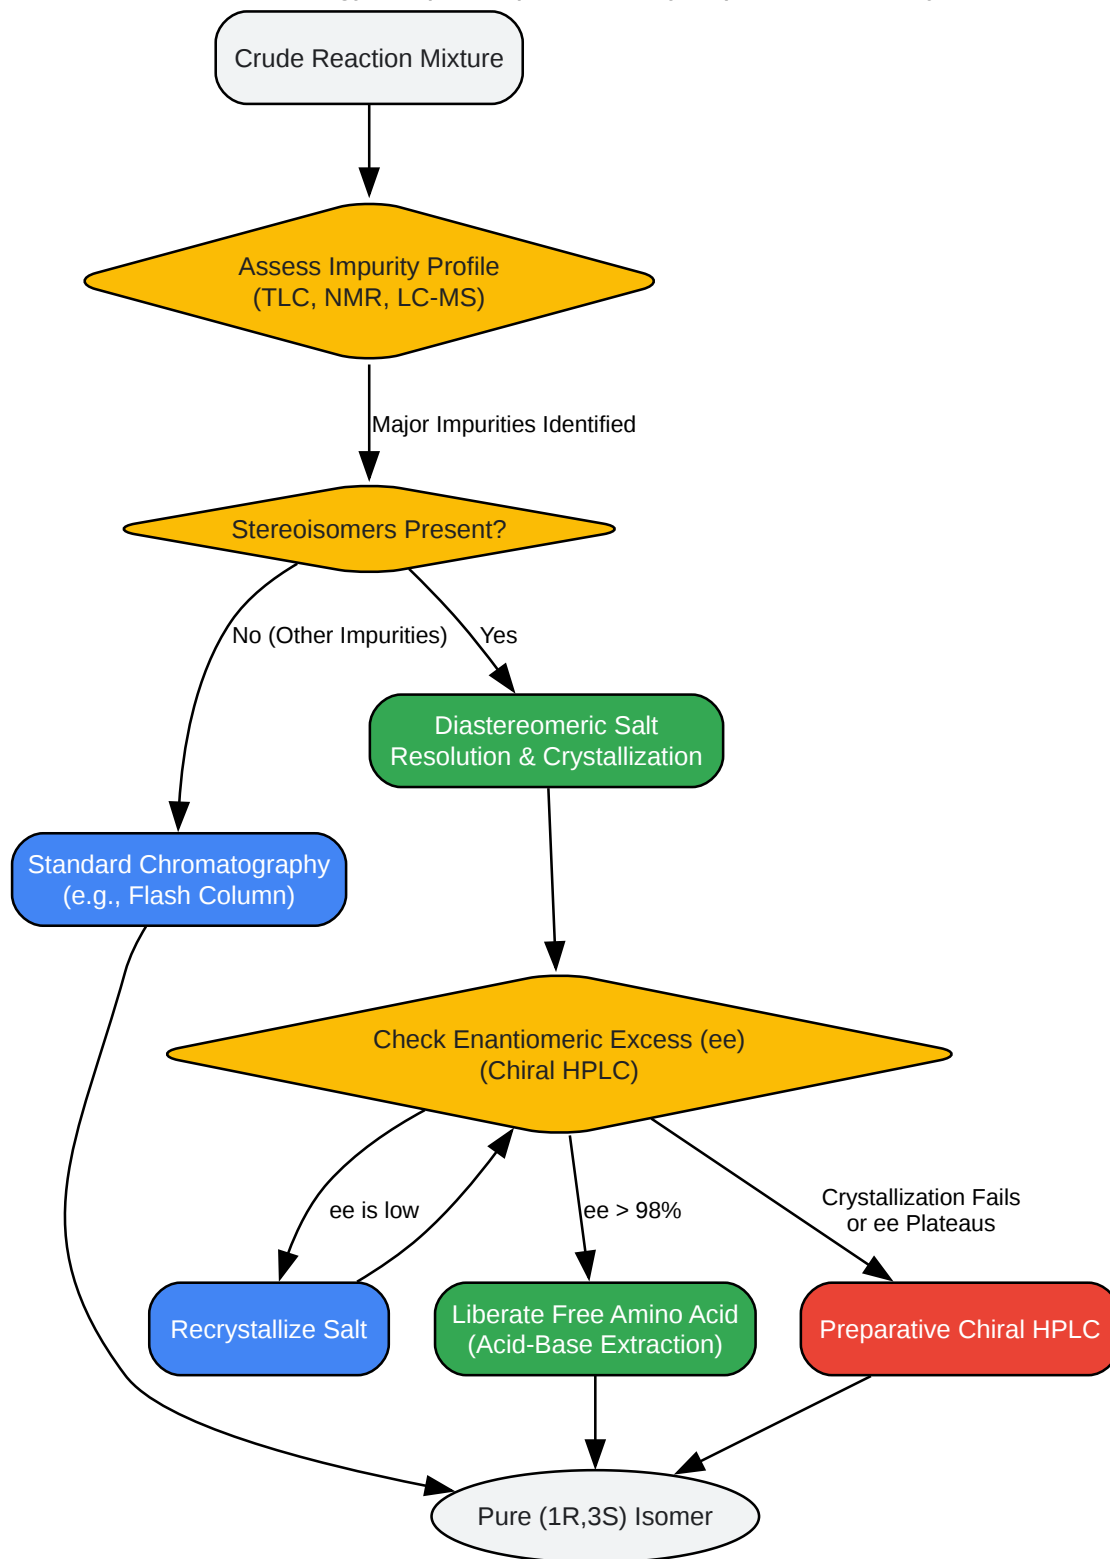 Crude Reaction Mixture
Assess Impurity Profile
(TLC, NMR, LC-MS)
Major Impurities Identified
Stereoisomers Present?
No (Other Impurities)
Yes
Diastereomeric Salt
Resolution & Crystallization
Standard Chromatography
(e.g., Flash Column)
Check Enantiomeric Excess (ee)
(Chiral HPLC)
ee is low
ee > 98%
Crystallization Fails
or ee Plateaus
Recrystallize Salt
Liberate Free Amino Acid
(Acid-Base Extraction)
Preparative Chiral HPLC
Pure (1R,3S) Isomer